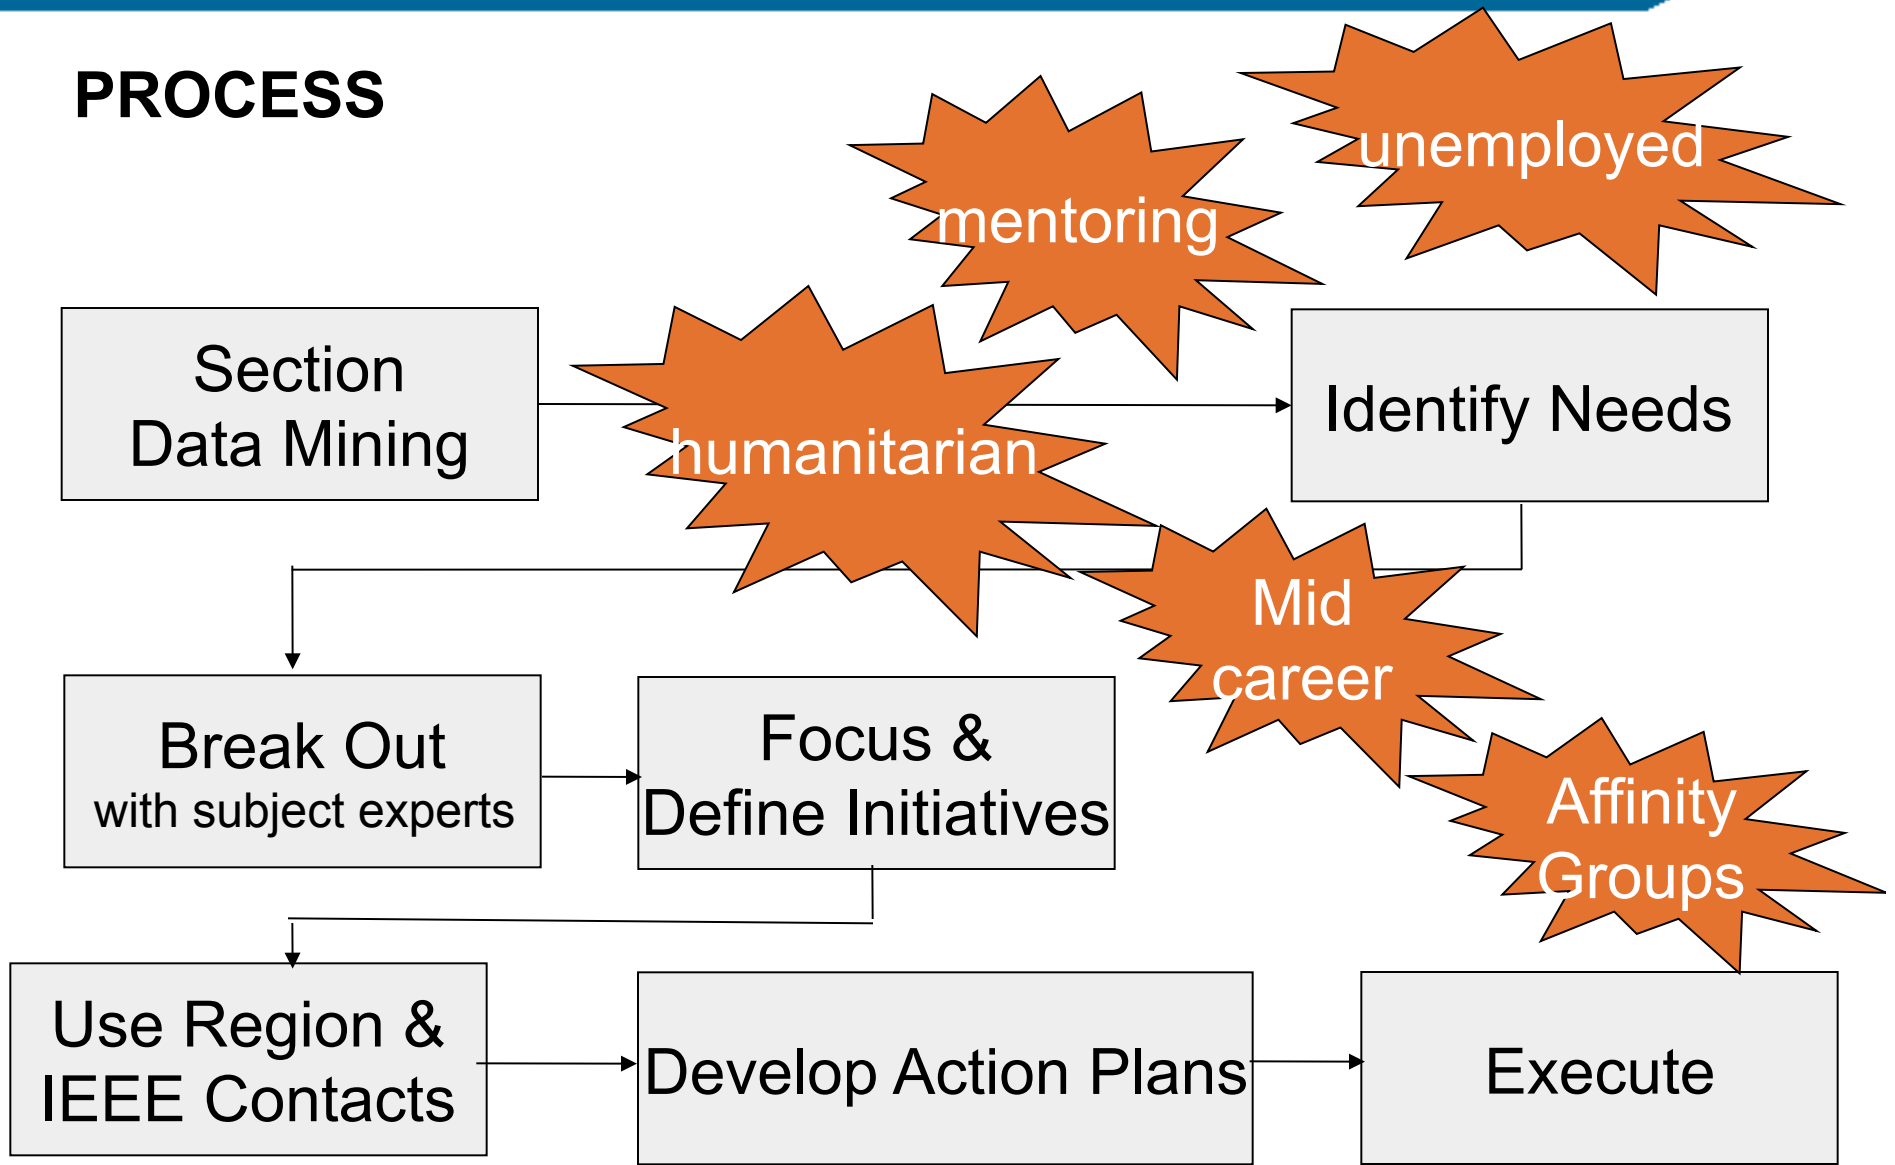 PROCESS
unemployed
mentoring
Section
Data Mining
humanitarian
Identify Needs
Mid
career
Break Out
with subject experts
Focus &
Define Initiatives
Affinity
Groups
Use Region &
IEEE Contacts
Develop Action Plans
Execute